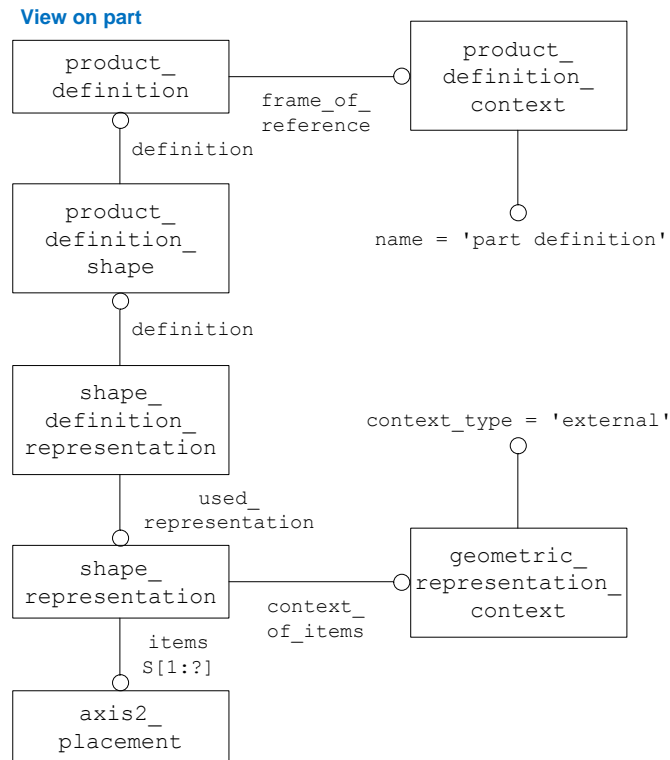 View on part
product_
definition
frame_of_
reference
product_
definition_
context
definition
product_
definition_
shape
name = 'part definition'
definition
shape_
definition_
representation
context_type = 'external'
used_
representation
shape_
representation
context_
of_items
geometric_
representation_
context
items
S[1:?]
axis2_
placement